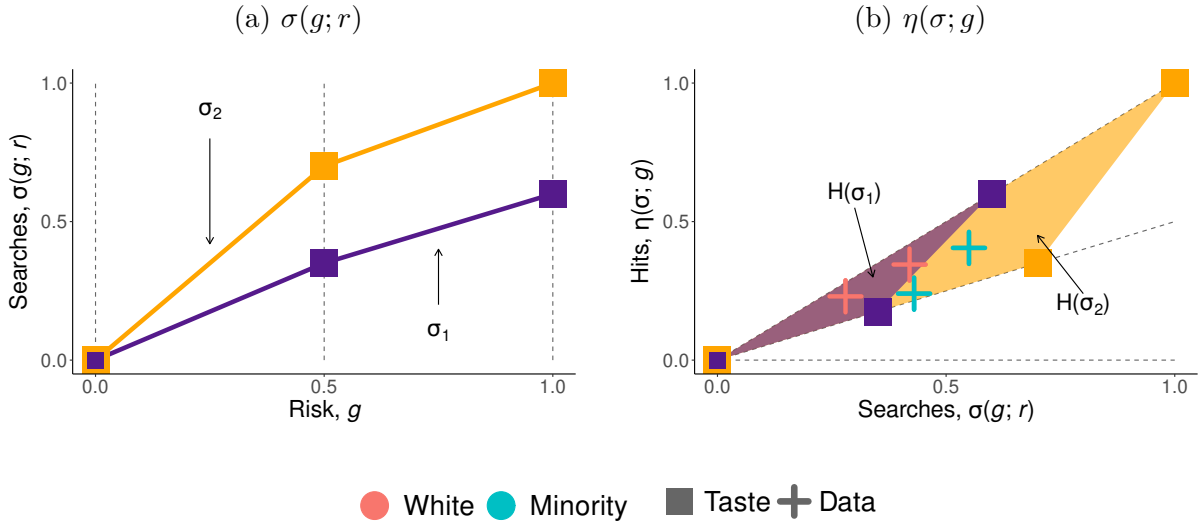 (a) σ(g; r)
1.0
0.5
0.0
Searches, σ(g; r)
σ₂
σ₁
0.0 0.5 1.0
Risk, g
(b) η(σ; g)
1.0
0.5
0.0
Hits, η(σ; g)
H(σ₁)
H(σ₂)
0.0 0.5 1.0
Searches, σ(g; r)
White Minority Taste Data